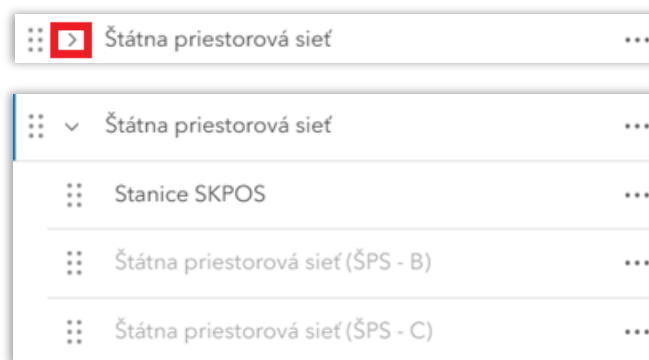 Štátna priestorová sieť
Štátna priestorová sieť
Stanice SKPOS
Štátna priestorová sieť (ŠPS - B)
Štátna priestorová sieť (ŠPS - C)